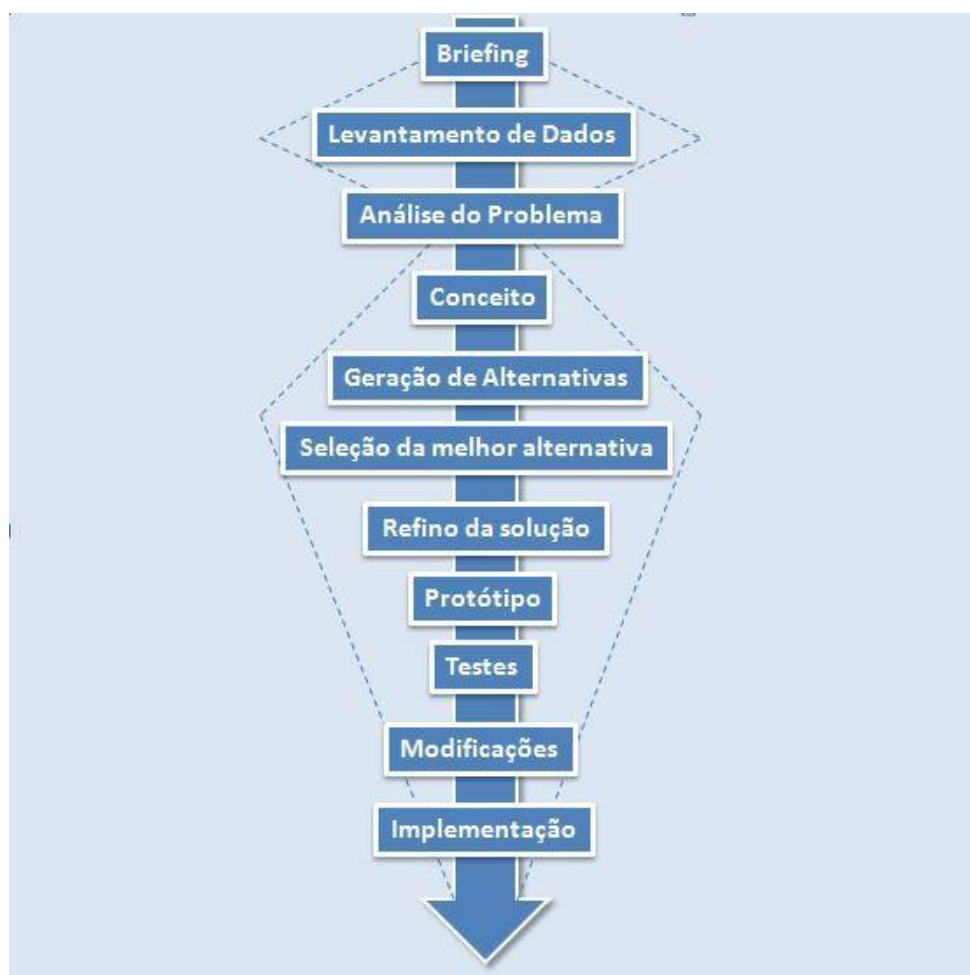 Briefing
Levantamento de Dados
Análise do Problema
Conceito
Geração de Alternativas
Seleção da melhor alternativa
Refino da solução
Protótipo
Testes
Modificações
Implementação